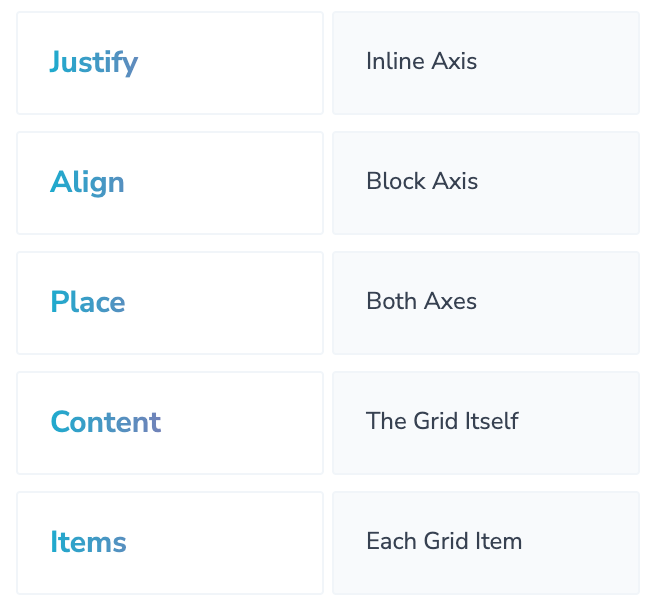 Justify
Inline Axis
Align
Block Axis
Place
Both Axes
Content
The Grid Itself
Items
Each Grid Item